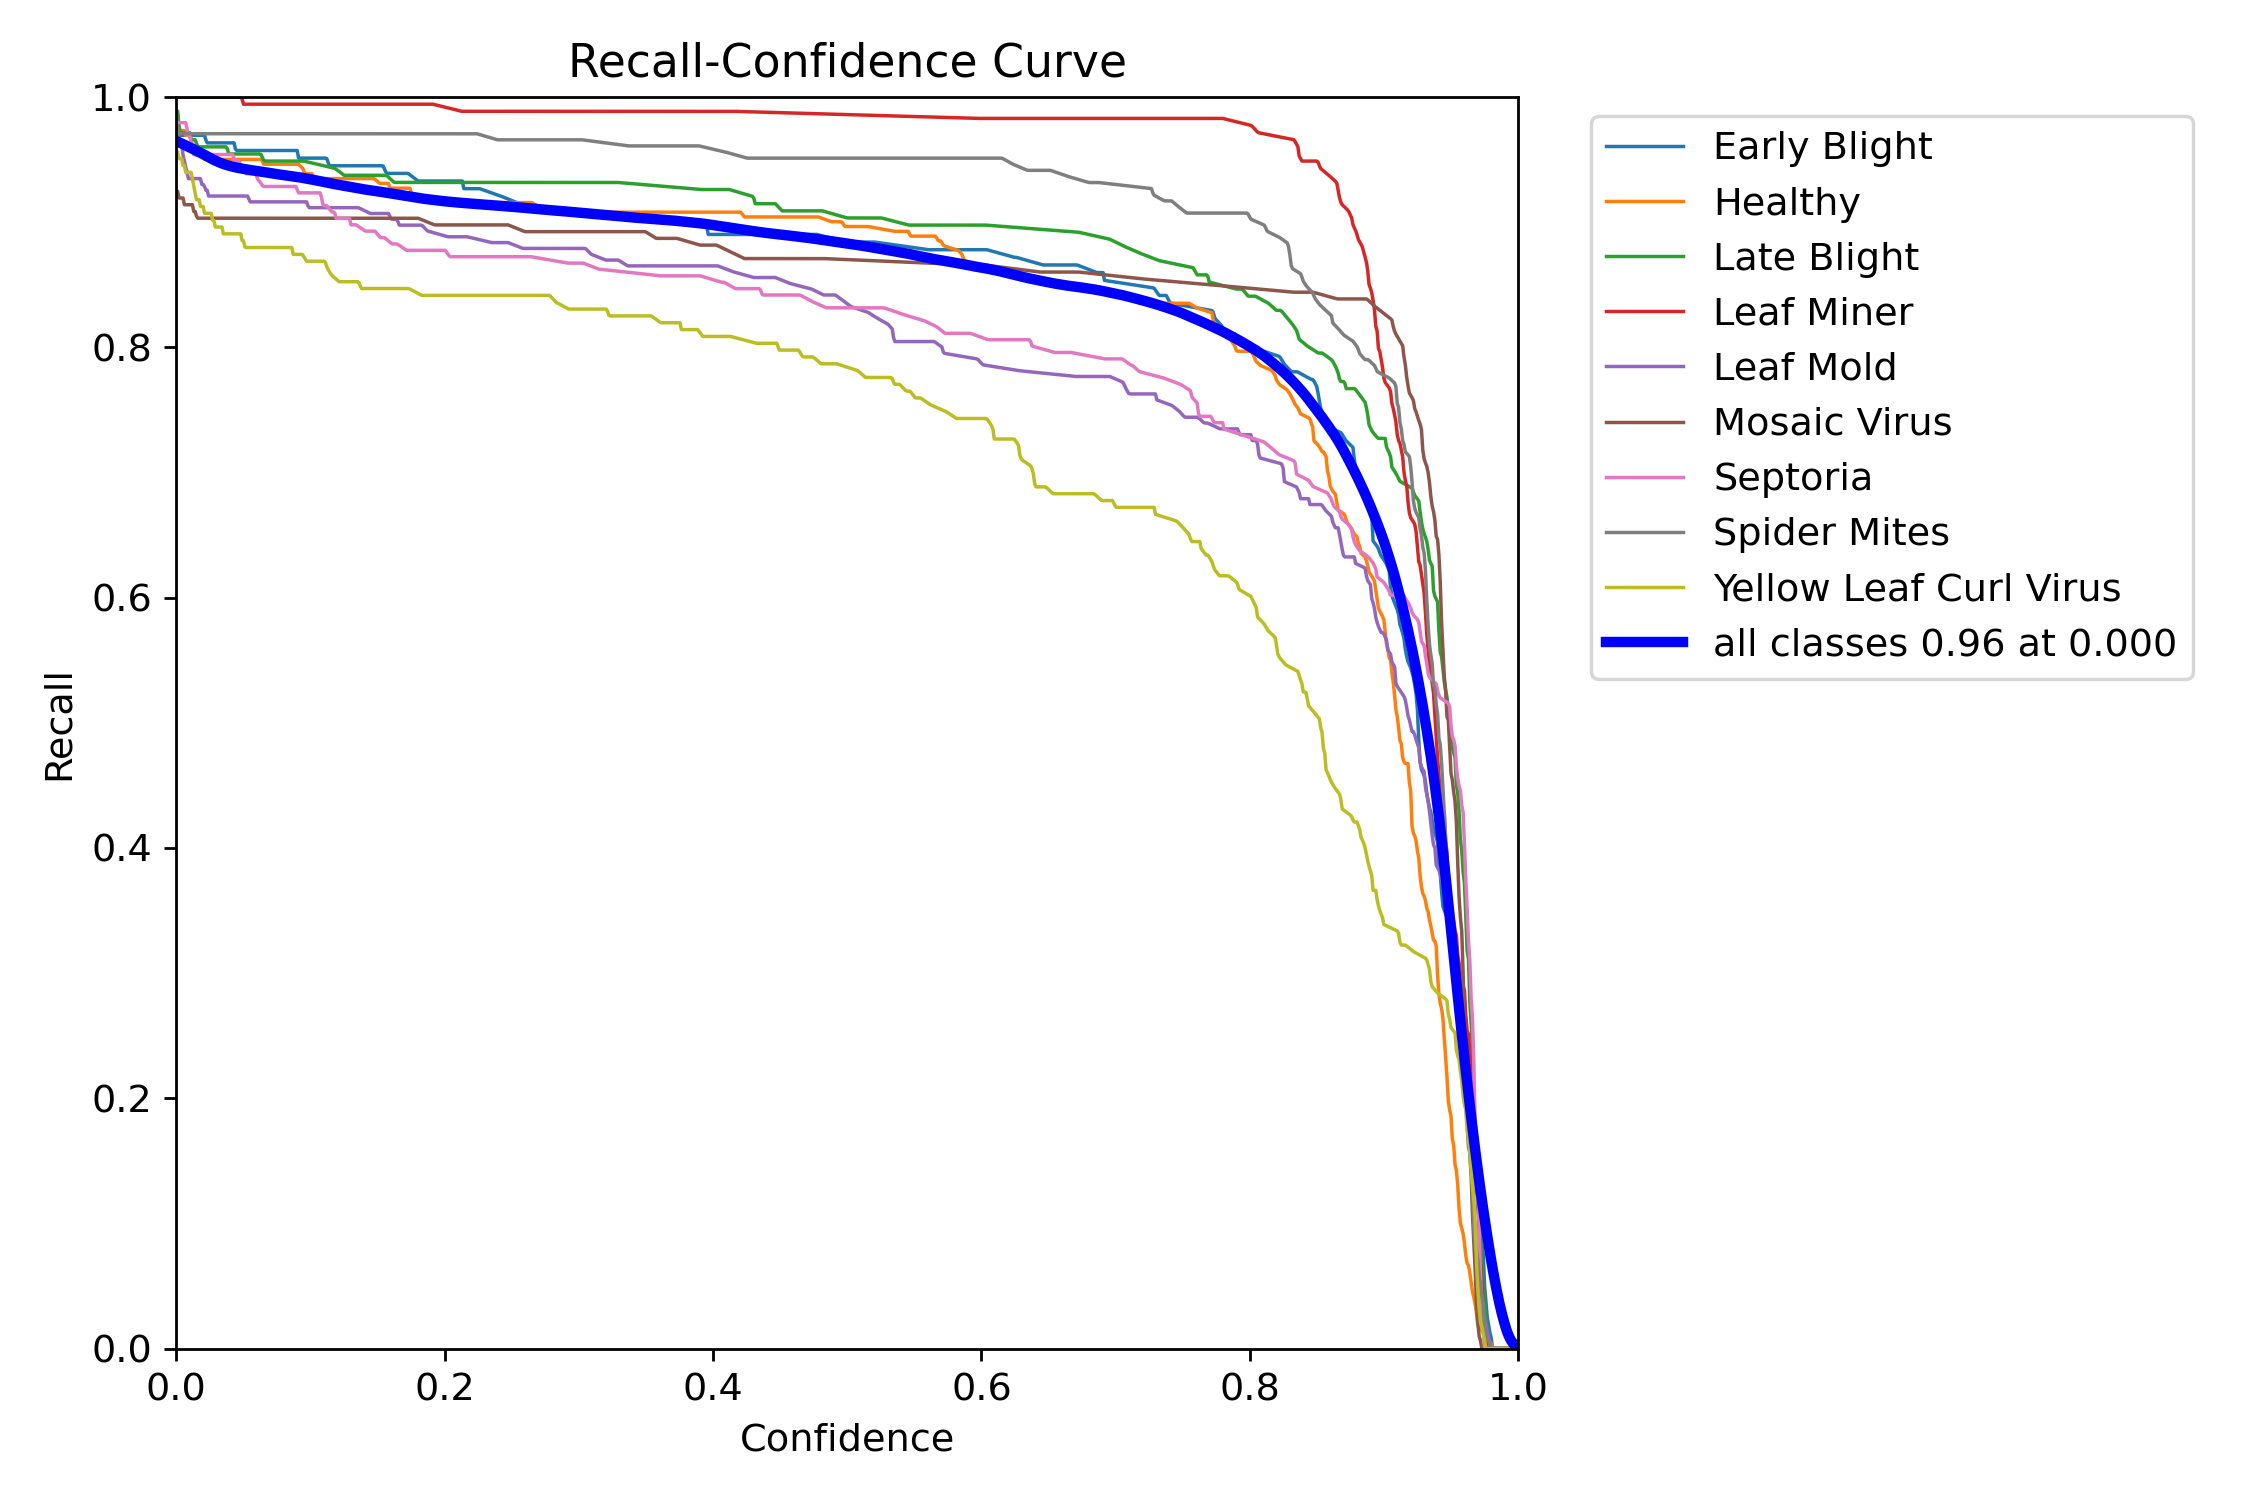 Recall-Confidence Curve
1.0
0.8
0.6
0.4
0.2
0.0
Recall
0.0 0.2 0.4 0.6 0.8 1.0
Confidence
Early Blight
Healthy
Late Blight
Leaf Miner
Leaf Mold
Mosaic Virus
Septoria
Spider Mites
Yellow Leaf Curl Virus
all classes 0.96 at 0.000